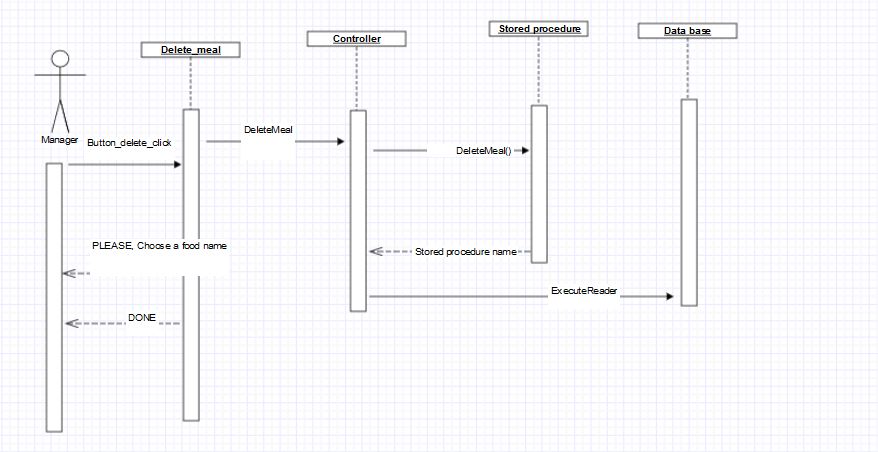 Delete_meal
Controller
Stored procedure
Data base
Manager
Button_delete_click
DeleteMeal
DeleteMeal()
PLEASE, Choose a food name
Stored procedure name
ExecuteReader
DONE